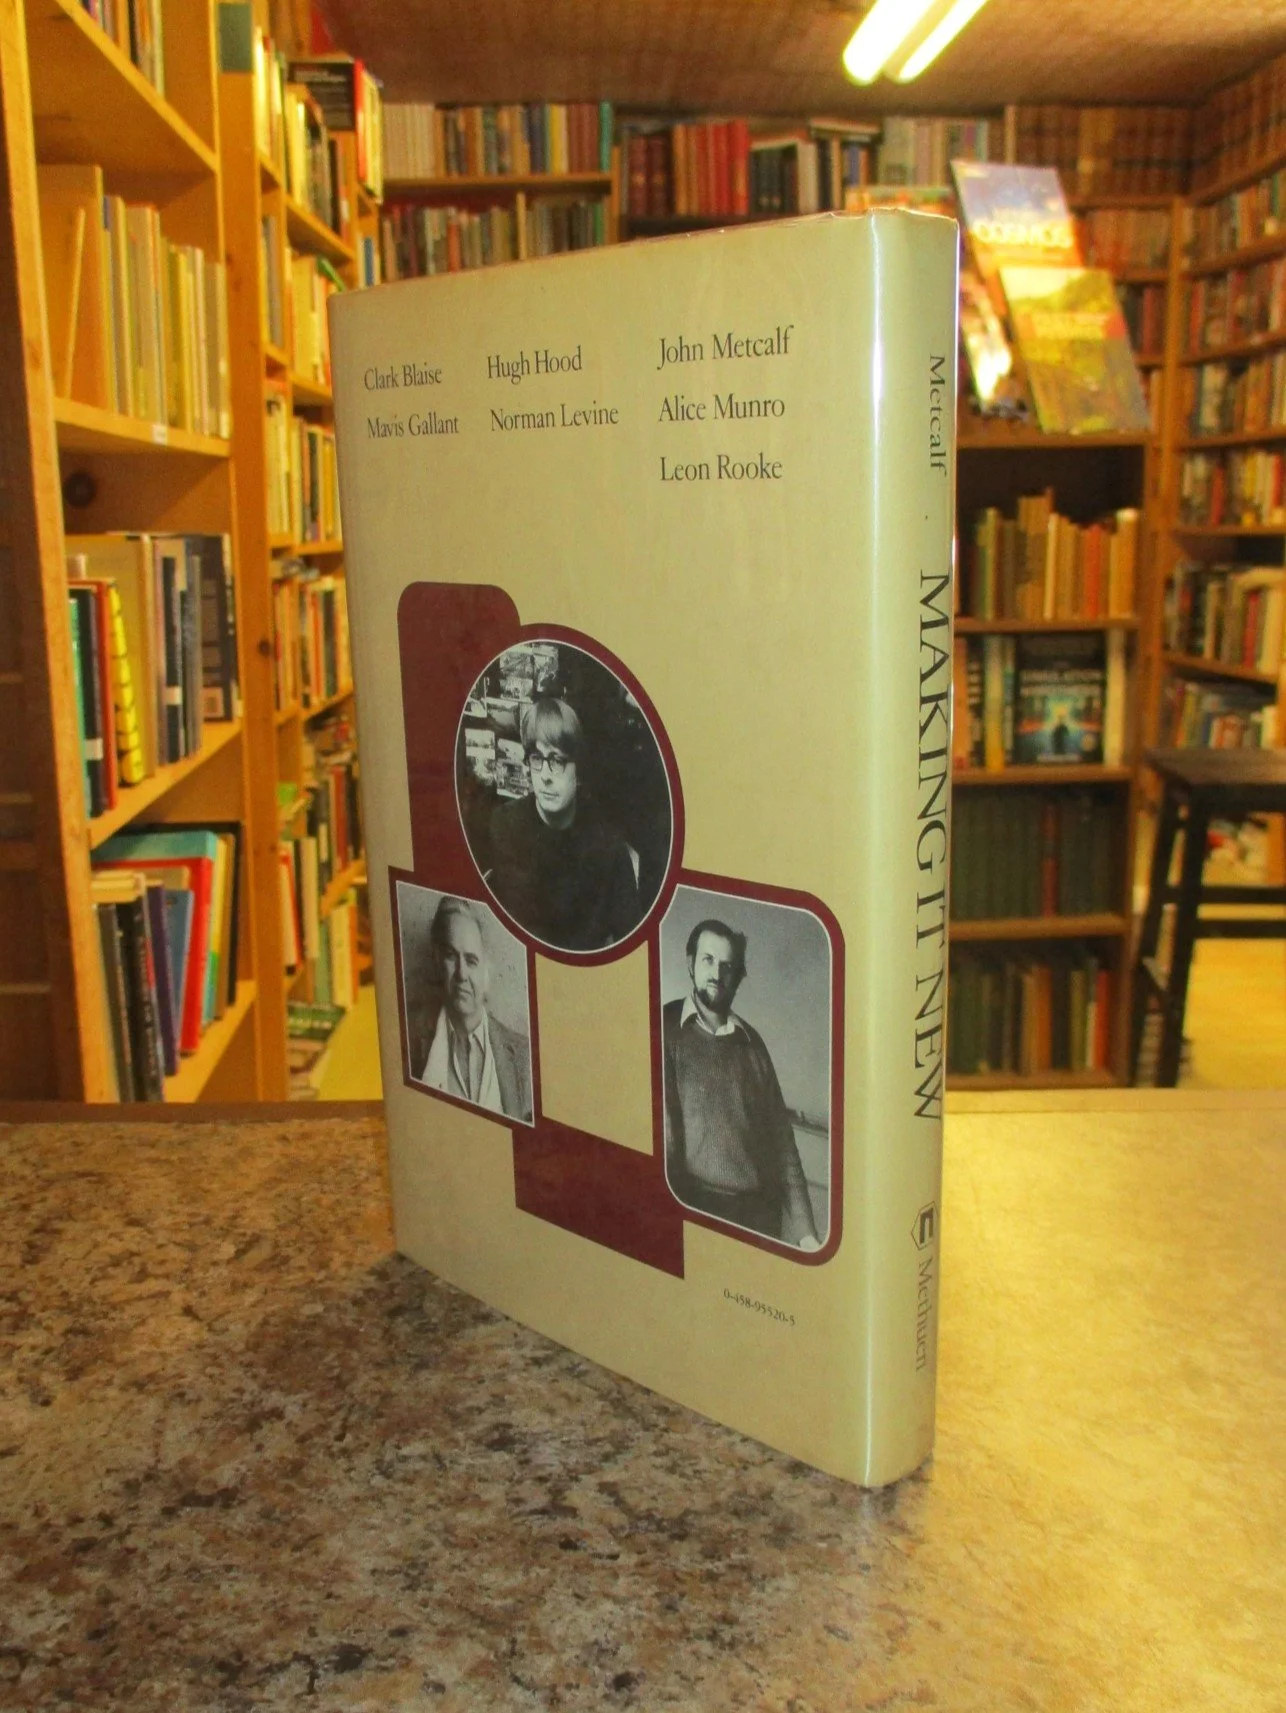 Clark Blaise
Mavis Gallant
Hugh Hood
Norman Levine
John Metcalf
Alice Munro
Leon Rooke
0-458-95520-5
Metcalf · MAKING IT NEW
Methuen
COSMOS